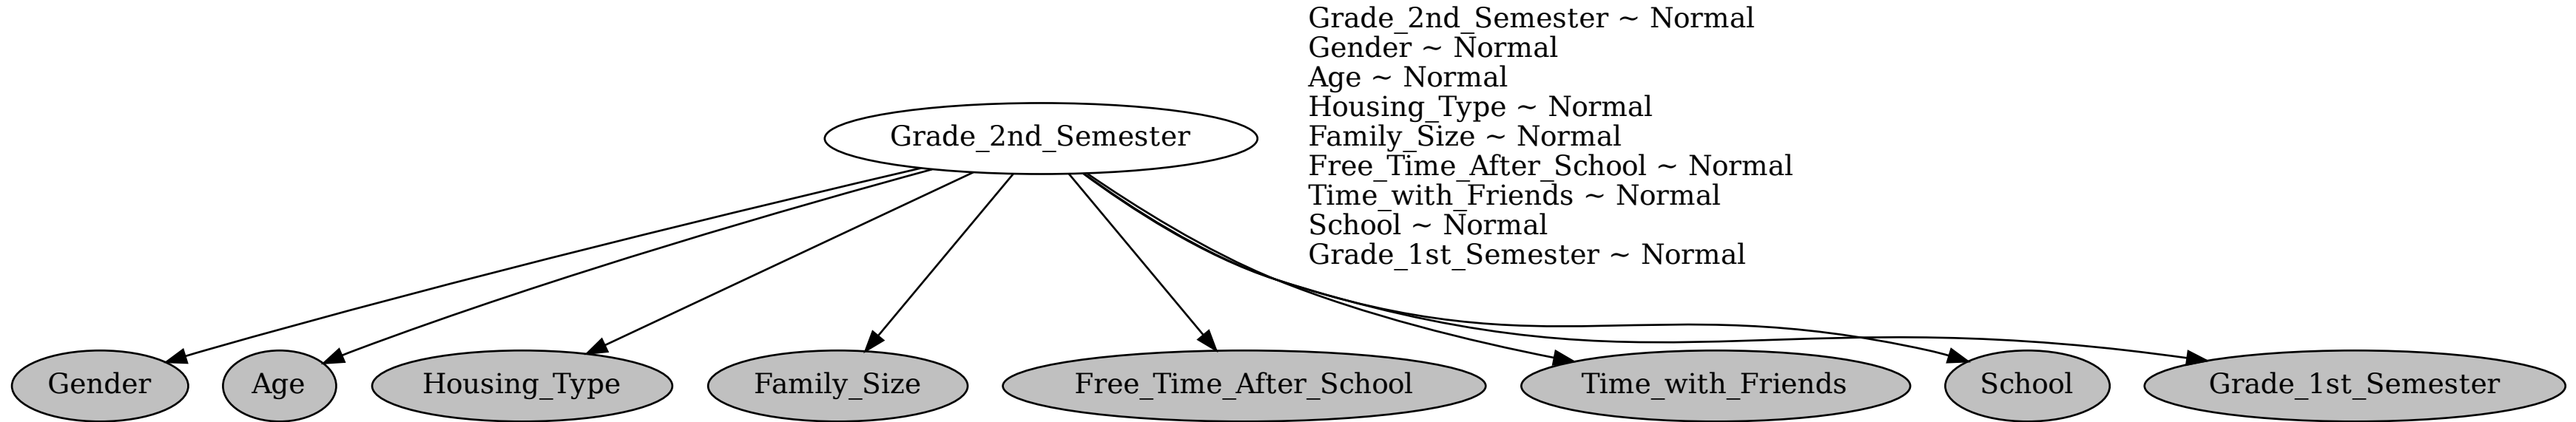 Grade_2nd_Semester ~ Normal
Gender ~ Normal
Age ~ Normal
Housing_Type ~ Normal
Family_Size ~ Normal
Free_Time_After_School ~ Normal
Time_with_Friends ~ Normal
School ~ Normal
Grade_1st_Semester ~ Normal
Grade_2nd_Semester
Gender
Age
Housing_Type
Family_Size
Free_Time_After_School
Time_with_Friends
School
Grade_1st_Semester